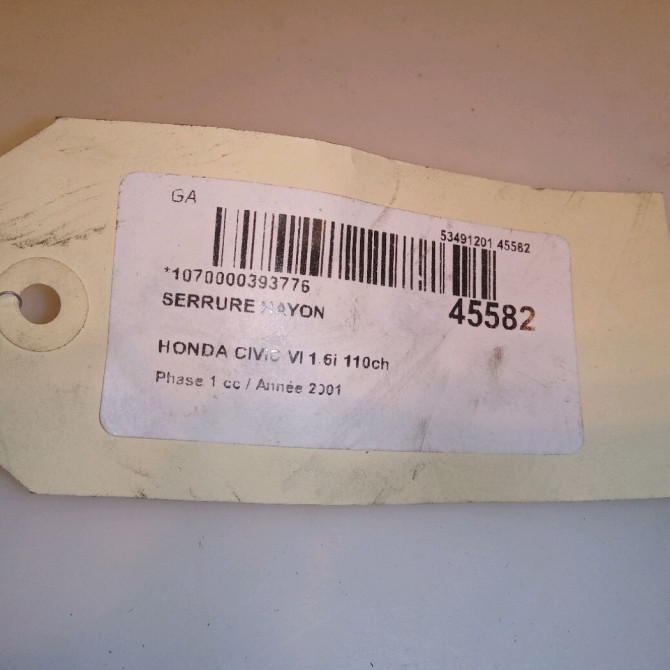 GA
53491201 45582
*1070000393776
SERRURE HAYON
45582
HONDA CIVIC VI 1.6i 110ch
Phase 1 cc / Année 2001